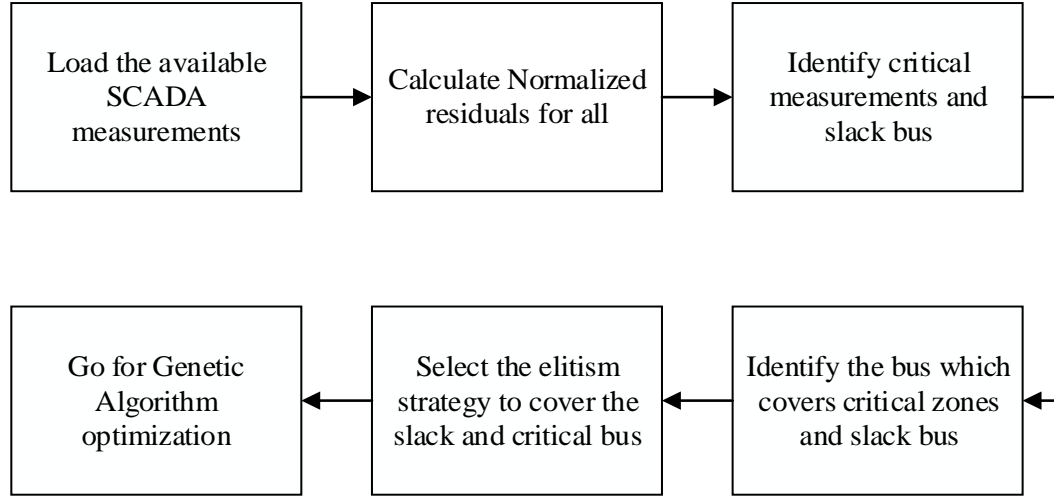 Load the available
SCADA
measurements
Calculate Normalized
residuals for all
Identify critical
measurements and
slack bus
Identify the bus which
covers critical zones
and slack bus
Select the elitism
strategy to cover the
slack and critical bus
Go for Genetic
Algorithm
optimization